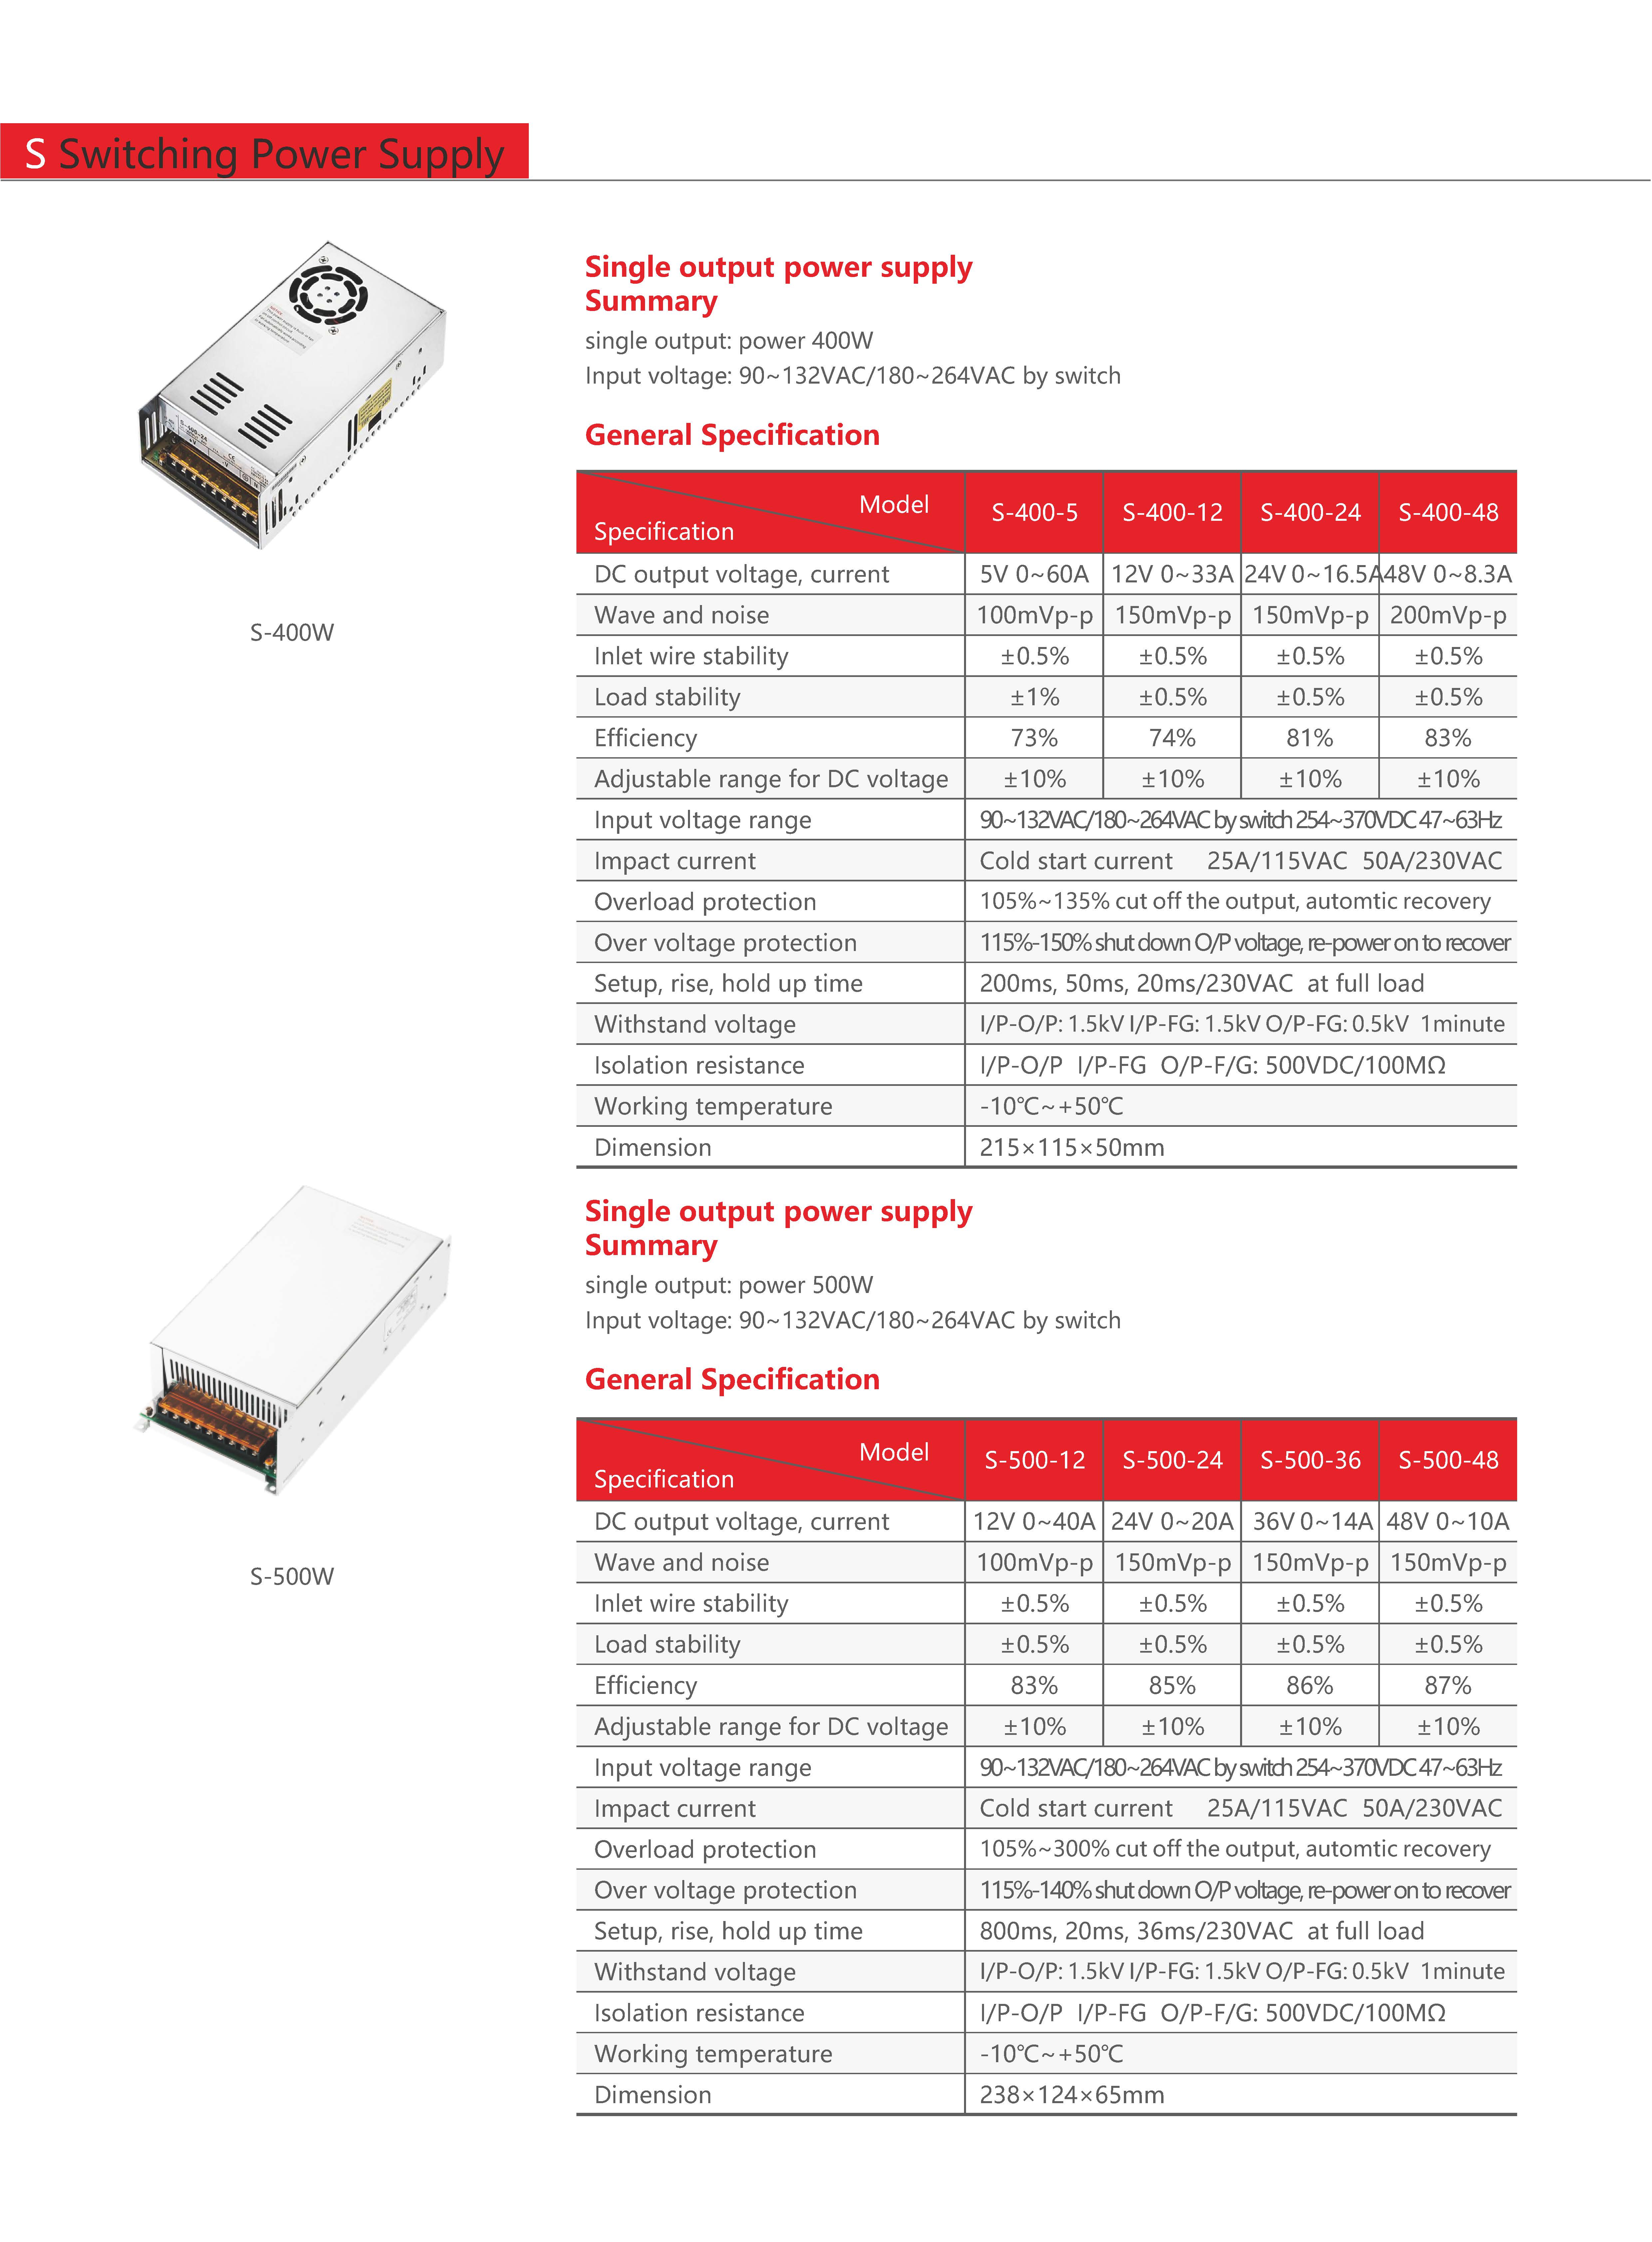 S Switching Power Supply
Single output power supply
Summary
single output: power 400W
Input voltage: 90~132VAC/180~264VAC by switch
General Specification
S-400W
Model
Specification
S-400-5 S-400-12 S-400-24 S-400-48
DC output voltage, current 5V 0~60A 12V 0~33A 24V 0~16.5A 48V 0~8.3A
Wave and noise 100mVp-p 150mVp-p 150mVp-p 200mVp-p
Inlet wire stability ±0.5% ±0.5% ±0.5% ±0.5%
Load stability ±1% ±0.5% ±0.5% ±0.5%
Efficiency 73% 74% 81% 83%
Adjustable range for DC voltage ±10% ±10% ±10% ±10%
Input voltage range 90~132VAC/180~264VAC by switch 254~370VDC 47~63Hz
Impact current Cold start current 25A/115VAC 50A/230VAC
Overload protection 105%~135% cut off the output, automtic recovery
Over voltage protection 115%-150% shut down O/P voltage, re-power on to recover
Setup, rise, hold up time 200ms, 50ms, 20ms/230VAC at full load
Withstand voltage I/P-O/P: 1.5kV I/P-FG: 1.5kV O/P-FG: 0.5kV 1minute
Isolation resistance I/P-O/P I/P-FG O/P-F/G: 500VDC/100MΩ
Working temperature -10℃~+50℃
Dimension 215×115×50mm
Single output power supply
Summary
single output: power 500W
Input voltage: 90~132VAC/180~264VAC by switch
General Specification
S-500W
Model
Specification
S-500-12 S-500-24 S-500-36 S-500-48
DC output voltage, current 12V 0~40A 24V 0~20A 36V 0~14A 48V 0~10A
Wave and noise 100mVp-p 150mVp-p 150mVp-p 150mVp-p
Inlet wire stability ±0.5% ±0.5% ±0.5% ±0.5%
Load stability ±0.5% ±0.5% ±0.5% ±0.5%
Efficiency 83% 85% 86% 87%
Adjustable range for DC voltage ±10% ±10% ±10% ±10%
Input voltage range 90~132VAC/180~264VAC by switch 254~370VDC 47~63Hz
Impact current Cold start current 25A/115VAC 50A/230VAC
Overload protection 105%~300% cut off the output, automtic recovery
Over voltage protection 115%-140% shut down O/P voltage, re-power on to recover
Setup, rise, hold up time 800ms, 20ms, 36ms/230VAC at full load
Withstand voltage I/P-O/P: 1.5kV I/P-FG: 1.5kV O/P-FG: 0.5kV 1minute
Isolation resistance I/P-O/P I/P-FG O/P-F/G: 500VDC/100MΩ
Working temperature -10℃~+50℃
Dimension 238×124×65mm